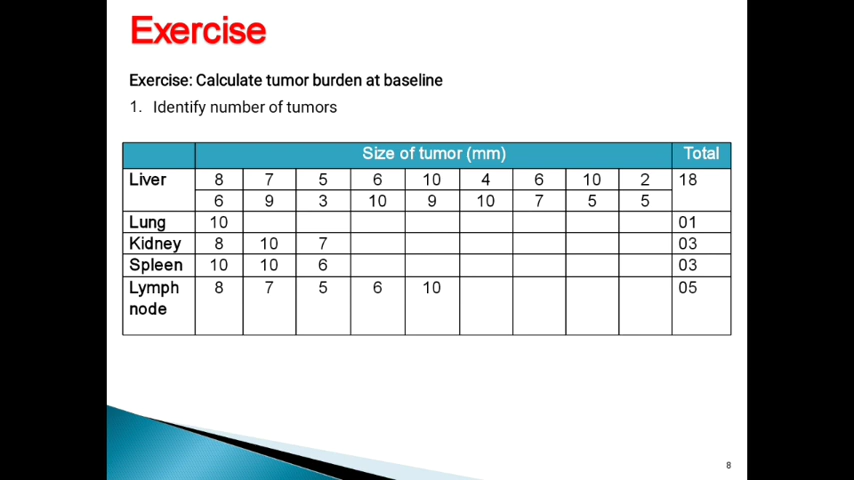 Exercise
Exercise: Calculate tumor burden at baseline
1. Identify number of tumors
Size of tumor (mm) Total
Liver 8 7 5 6 10 4 6 10 2 18
6 9 3 10 9 10 7 5 5
Lung 10 01
Kidney 8 10 7 03
Spleen 10 10 6 03
Lymph 8 7 5 6 10 05
node
8